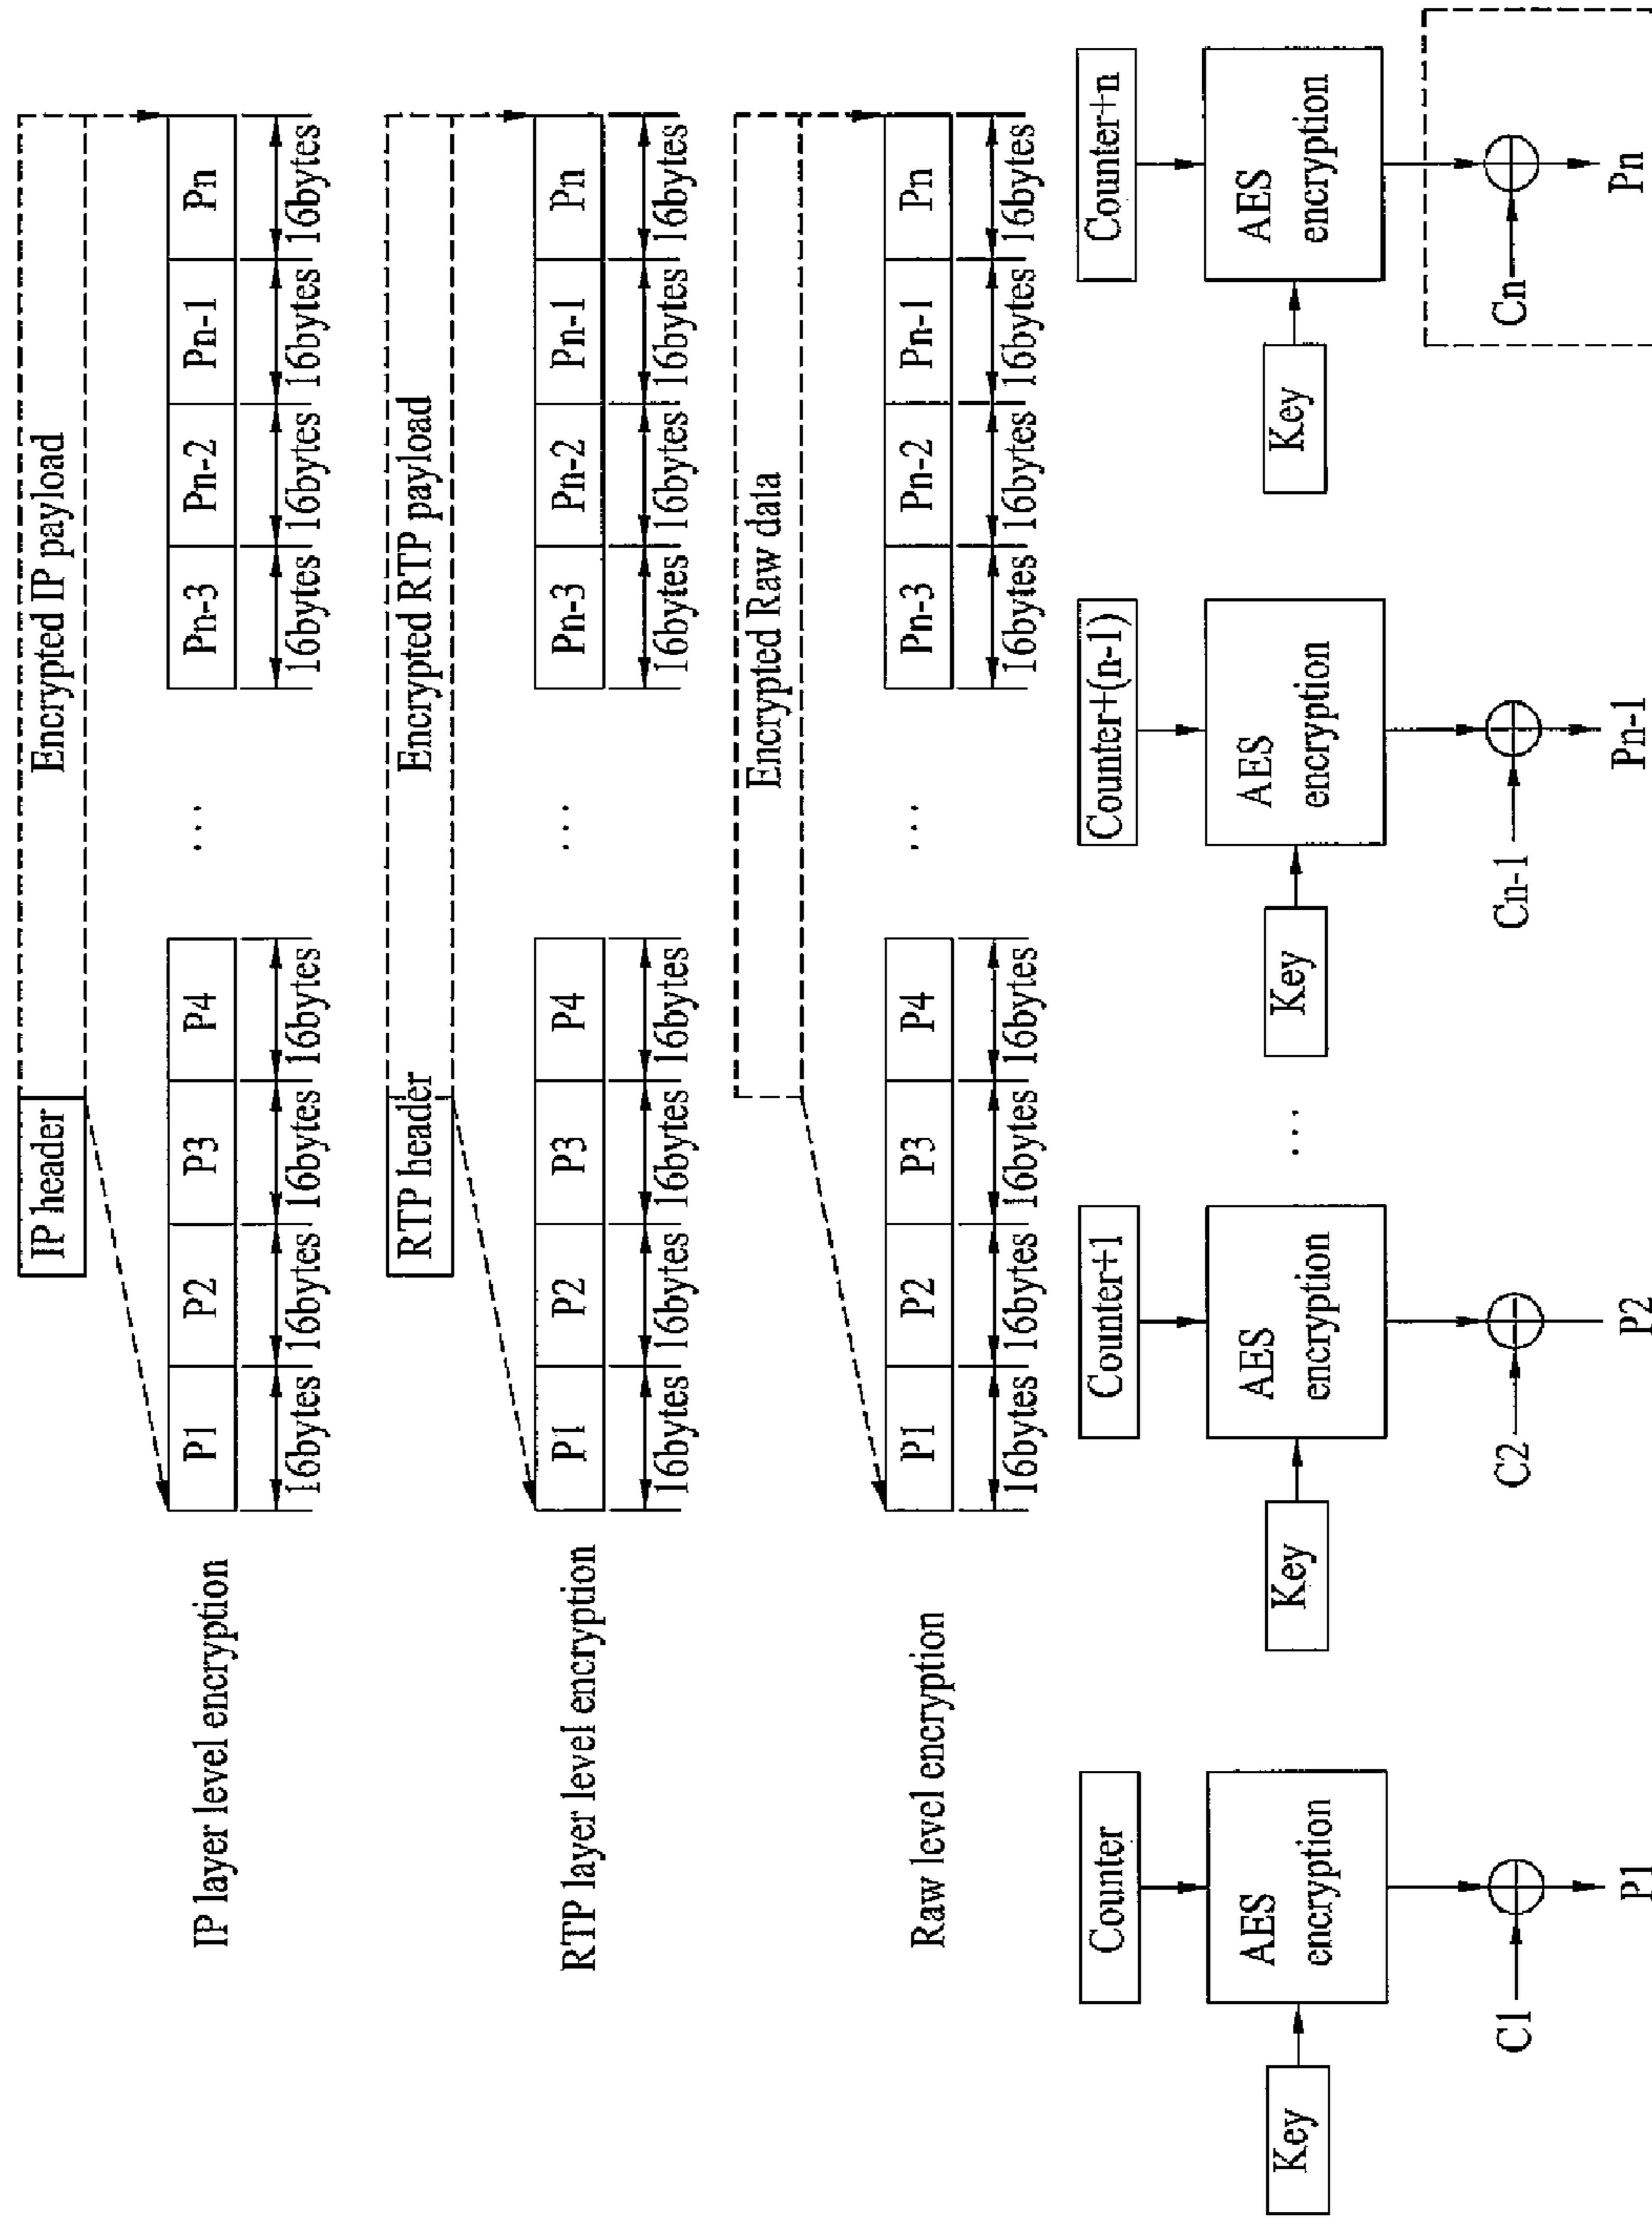 IP header
Encrypted IP payload
IP layer level encryption
P1 P2 P3 P4 ... Pn-3 Pn-2 Pn-1 Pn
16bytes 16bytes 16bytes 16bytes 16bytes 16bytes 16bytes 16bytes
RTP header
Encrypted RTP payload
RTP layer level encryption
P1 P2 P3 P4 ... Pn-3 Pn-2 Pn-1 Pn
16bytes 16bytes 16bytes 16bytes 16bytes 16bytes 16bytes 16bytes
Encrypted Raw data
Raw level encryption
P1 P2 P3 P4 ... Pn-3 Pn-2 Pn-1 Pn
16bytes 16bytes 16bytes 16bytes 16bytes 16bytes 16bytes 16bytes
Counter Counter+1 Counter+(n-1) Counter+n
Key AES encryption Key AES encryption ... Key AES encryption Key AES encryption
C1 C2 Cn-1 Cn
P1 P2 Pn-1 Pn